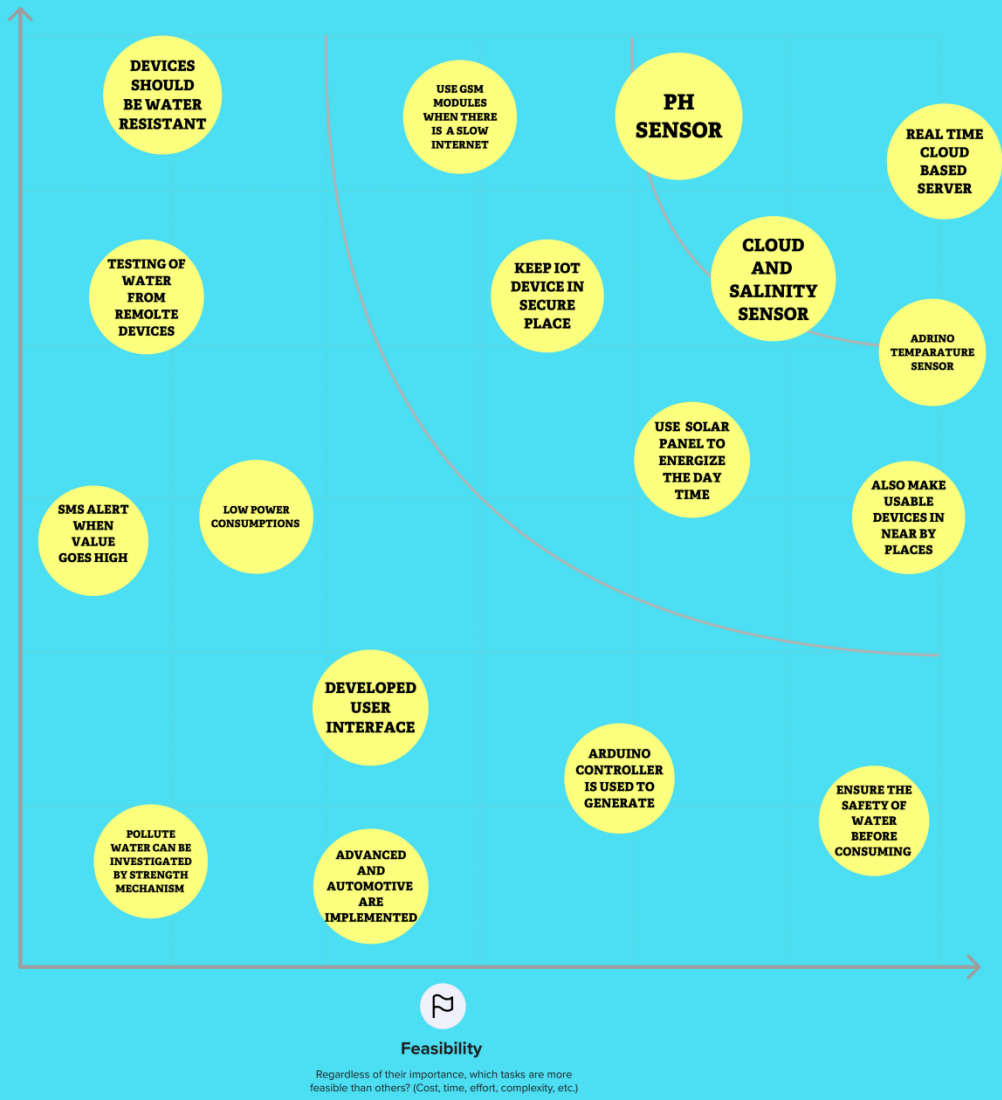 DEVICES
SHOULD
BE WATER
RESISTANT
USE GSM
MODULES
WHEN THERE
IS A SLOW
INTERNET
PH
SENSOR
REAL TIME
CLOUD
BASED
SERVER
TESTING OF
WATER
FROM
REMOLTE
DEVICES
KEEP IOT
DEVICE IN
SECURE
PLACE
CLOUD
AND
SALINITY
SENSOR
ADRINO
TEMPARATURE
SENSOR
SMS ALERT
WHEN
VALUE
GOES HIGH
LOW POWER
CONSUMPTIONS
USE SOLAR
PANEL TO
ENERGIZE
THE DAY
TIME
ALSO MAKE
USABLE
DEVICES IN
NEAR BY
PLACES
DEVELOPED
USER
INTERFACE
ARDUINO
CONTROLLER
IS USED TO
GENERATE
ENSURE THE
SAFETY OF
WATER
BEFORE
CONSUMING
POLLUTE
WATER CAN BE
INVESTIGATED
BY STRENGTH
MECHANISM
ADVANCED
AND
AUTOMOTIVE
ARE
IMPLEMENTED
Feasibility
Regardless of their importance, which tasks are more
feasible than others? (Cost, time, effort, complexity, etc.)